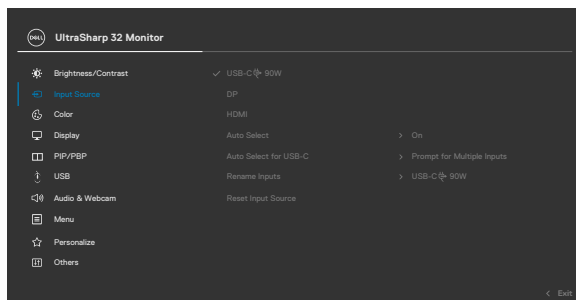 DELL UltraSharp 32 Monitor
Brightness/Contrast USB-C 90W
Input Source DP
Color HDMI
Display Auto Select On
PIP/PBP Auto Select for USB-C Prompt for Multiple Inputs
USB Rename Inputs USB-C 90W
Audio & Webcam Reset Input Source
Menu
Personalize
Others
Exit